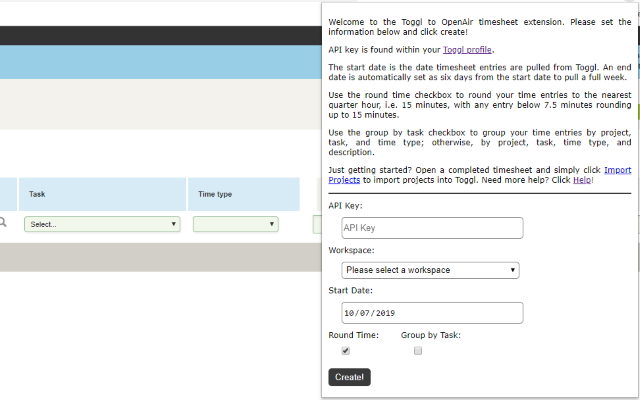 Welcome to the Toggl to OpenAir timesheet extension. Please set the
information below and click create!
API key is found within your Toggl profile.
The start date is the date timesheet entries are pulled from Toggl. An end
date is automatically set as six days from the start date to pull a full week.
Use the round time checkbox to round your time entries to the nearest
quarter hour, i.e. 15 minutes, with any entry below 7.5 minutes rounding
up to 15 minutes.
Use the group by task checkbox to group your time entries by project,
task, and time type; otherwise, by project, task, time type, and
description.
Just getting started? Open a completed timesheet and simply click Import
Projects to import projects into Toggl. Need more help? Click Help!
Task
Time type
Select...
API Key:
API Key
Workspace:
Please select a workspace
Start Date:
10/07/2019
Round Time: Group by Task:
Create!